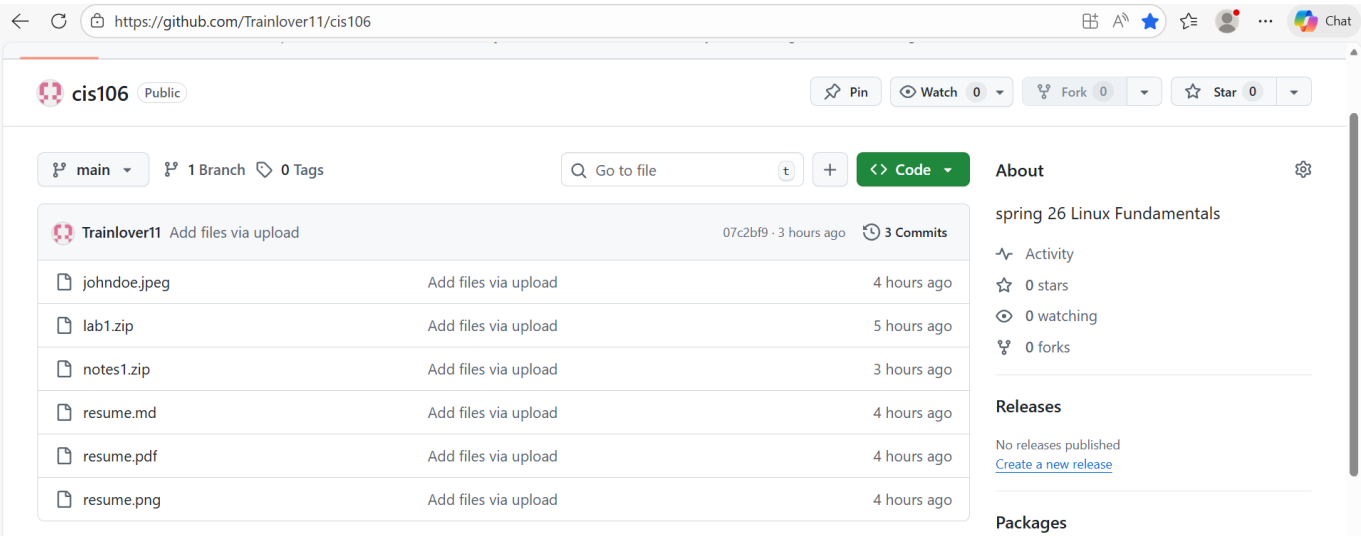 https://github.com/Trainlover11/cis106
Chat
cis106 Public
Pin
Watch 0
Fork 0
Star 0
main
1 Branch
0 Tags
Go to file t
Code
Trainlover11 Add files via upload 07c2bf9 · 3 hours ago 3 Commits
johndoe.jpeg Add files via upload 4 hours ago
lab1.zip Add files via upload 5 hours ago
notes1.zip Add files via upload 3 hours ago
resume.md Add files via upload 4 hours ago
resume.pdf Add files via upload 4 hours ago
resume.png Add files via upload 4 hours ago
About
spring 26 Linux Fundamentals
Activity
0 stars
0 watching
0 forks
Releases
No releases published
Create a new release
Packages